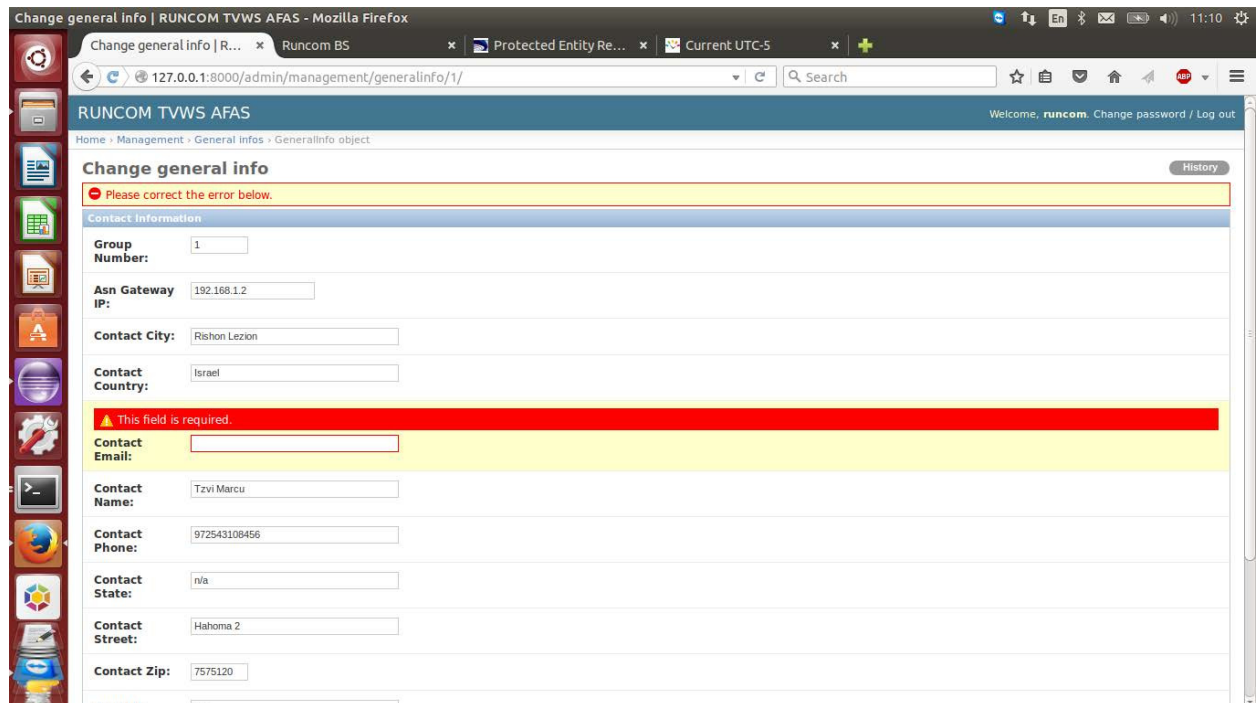 Change general info | RUNCOM TVWS AFAS - Mozilla Firefox
En
11:10
Change general info | R... ×
Runcom BS ×
Protected Entity Re... ×
Current UTC-5 ×
127.0.0.1:8000/admin/management/generalinfo/1/
Search
ABP
RUNCOM TVWS AFAS
Welcome, runcom. Change password / Log out
Home › Management › General infos › GeneralInfo object
Change general info
History
Please correct the error below.
Contact Information
Group
Number:
1
Asn Gateway
IP:
192.168.1.2
Contact City:
Rishon Lezion
Contact
Country:
Israel
This field is required.
Contact
Email:
Contact
Name:
Tzvi Marcu
Contact
Phone:
972543108456
Contact
State:
n/a
Contact
Street:
Hahoma 2
Contact Zip:
7575120